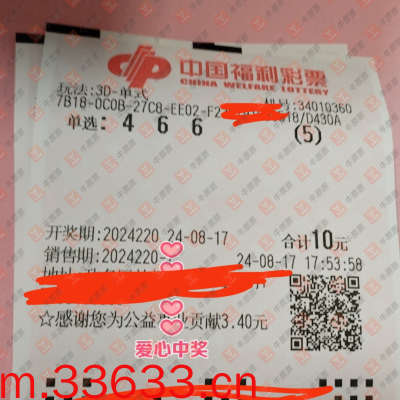 中国福利彩票
CHINA WELFARE LOTTERY
玩法:3D-单式
机号:34010360
7B18-0C0B-27C8-EE02-F2
18/D430A
单选: 4 6 6 (5)
开奖期:2024220 24-08-17 合计10元
销售期:2024220- 24-08-17 17:53:58
☆感谢您为公益事业贡献3.40元
爱心中奖
m.33633.cn